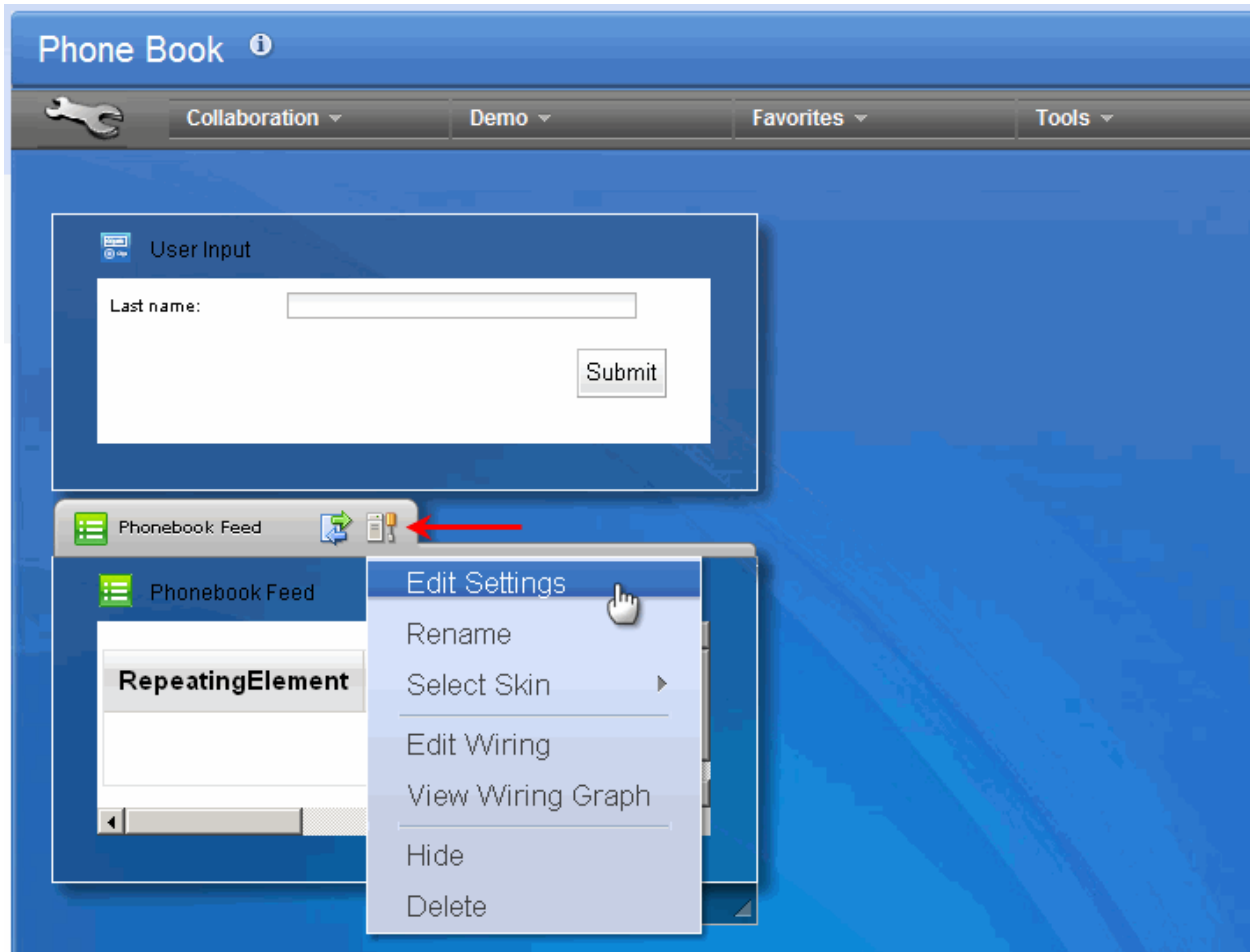 Phone Book
Collaboration Demo Favorites Tools
User Input
Last name:
Submit
Phonebook Feed
Phonebook Feed
RepeatingElement
Edit Settings
Rename
Select Skin
Edit Wiring
View Wiring Graph
Hide
Delete